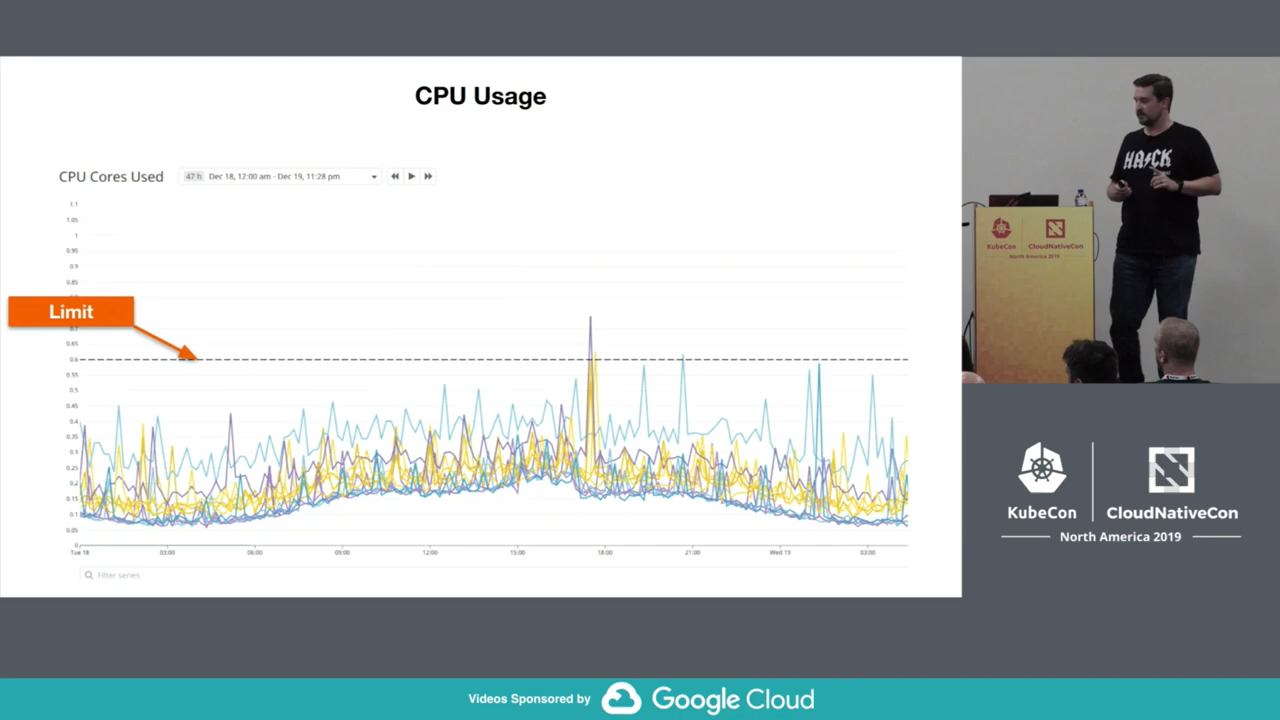 CPU Usage
CPU Cores Used
47 h Dec 18, 12:00 am - Dec 19, 11:28 pm
1.1
1.05
1
0.95
0.9
0.85
Limit
0.65
0.6
0.55
0.5
0.45
0.4
0.35
0.3
0.25
0.2
0.15
0.1
0.05
0
Tue 18 03:00 06:00 09:00 12:00 15:00 18:00 21:00 Wed 19 03:00
Filter series
HACK
KubeCon CloudNativeCon
North America 2019
KubeCon CloudNativeCon
North America 2019
Videos Sponsored by Google Cloud